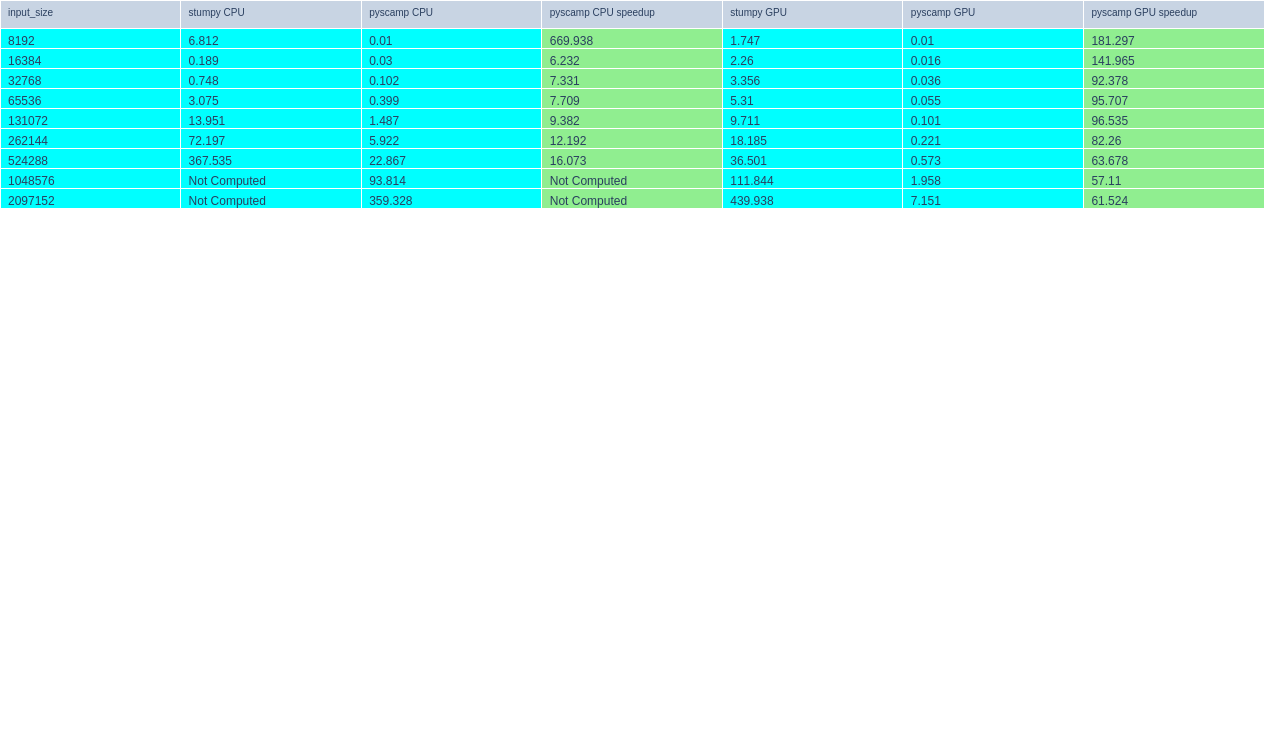 input_size stumpy CPU pyscamp CPU pyscamp CPU speedup stumpy GPU pyscamp GPU pyscamp GPU speedup
8192 6.812 0.01 669.938 1.747 0.01 181.297
16384 0.189 0.03 6.232 2.26 0.016 141.965
32768 0.748 0.102 7.331 3.356 0.036 92.378
65536 3.075 0.399 7.709 5.31 0.055 95.707
131072 13.951 1.487 9.382 9.711 0.101 96.535
262144 72.197 5.922 12.192 18.185 0.221 82.26
524288 367.535 22.867 16.073 36.501 0.573 63.678
1048576 Not Computed 93.814 Not Computed 111.844 1.958 57.11
2097152 Not Computed 359.328 Not Computed 439.938 7.151 61.524